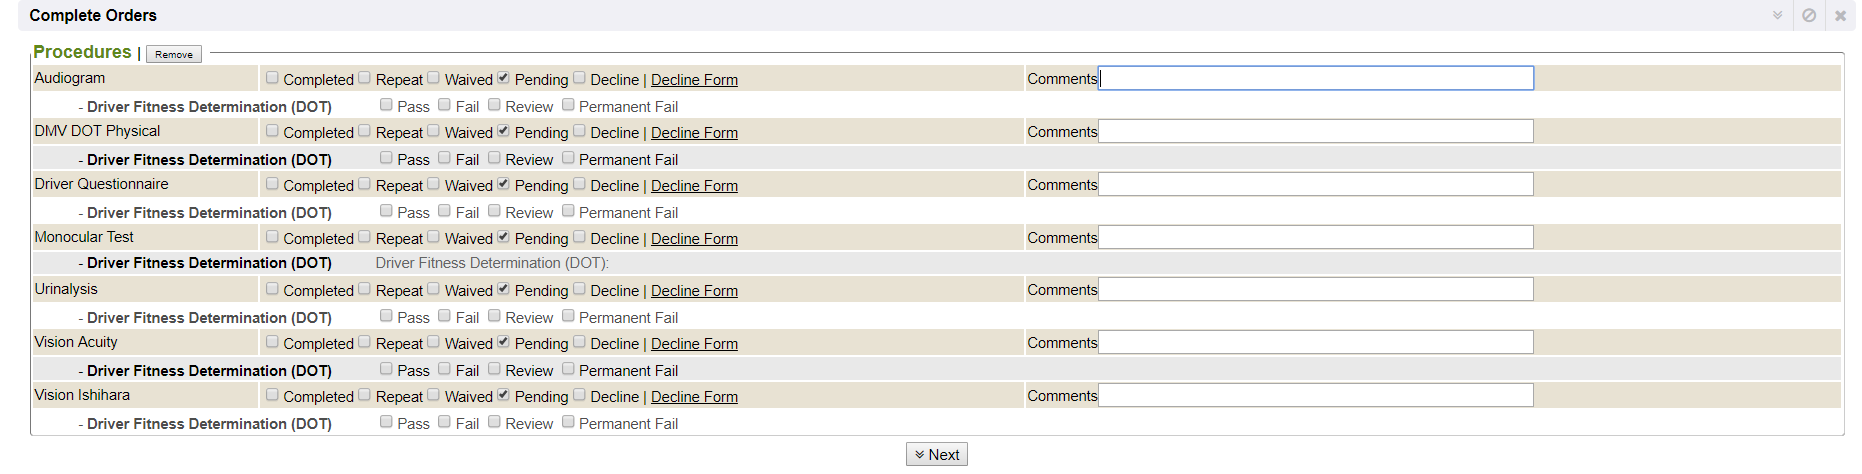 Complete Orders
Procedures | Remove
Audiogram Completed Repeat Waived Pending Decline | Decline Form Comments
- Driver Fitness Determination (DOT) Pass Fail Review Permanent Fail
DMV DOT Physical Completed Repeat Waived Pending Decline | Decline Form Comments
- Driver Fitness Determination (DOT) Pass Fail Review Permanent Fail
Driver Questionnaire Completed Repeat Waived Pending Decline | Decline Form Comments
- Driver Fitness Determination (DOT) Pass Fail Review Permanent Fail
Monocular Test Completed Repeat Waived Pending Decline | Decline Form Comments
- Driver Fitness Determination (DOT) Driver Fitness Determination (DOT):
Urinalysis Completed Repeat Waived Pending Decline | Decline Form Comments
- Driver Fitness Determination (DOT) Pass Fail Review Permanent Fail
Vision Acuity Completed Repeat Waived Pending Decline | Decline Form Comments
- Driver Fitness Determination (DOT) Pass Fail Review Permanent Fail
Vision Ishihara Completed Repeat Waived Pending Decline | Decline Form Comments
- Driver Fitness Determination (DOT) Pass Fail Review Permanent Fail
Next